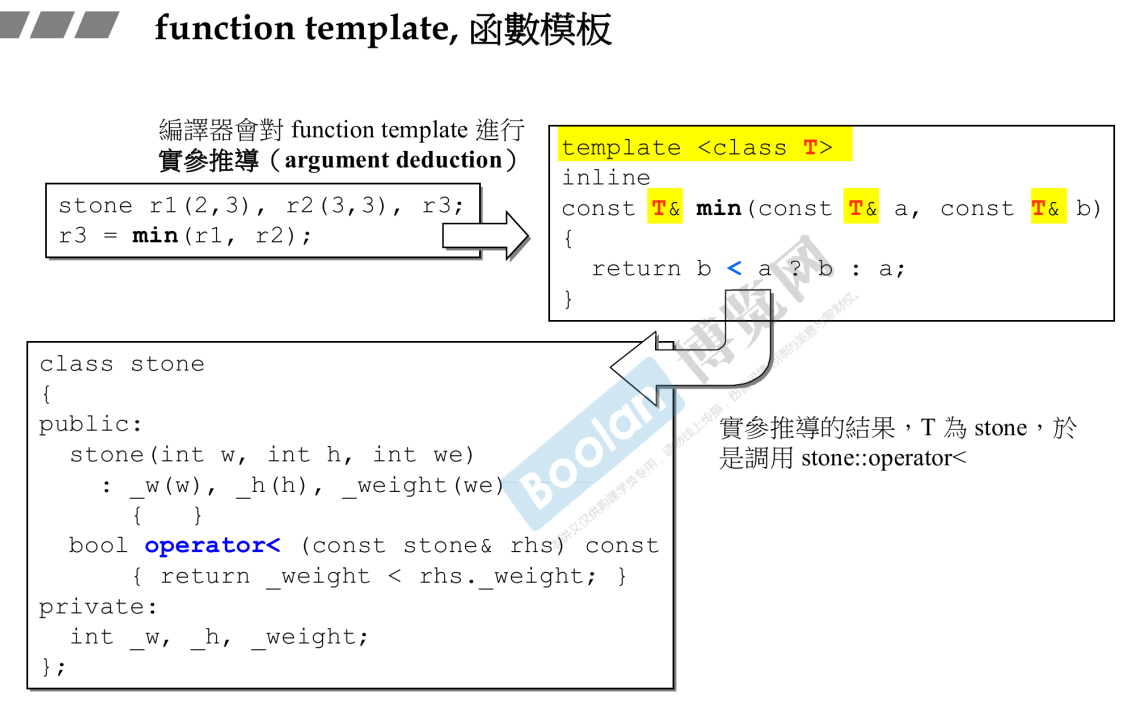 function template, 函數模板
編譯器會對 function template 進行
實參推導（argument deduction）
stone r1(2,3), r2(3,3), r3;
r3 = min(r1, r2);
template <class T>
inline
const T& min(const T& a, const T& b)
{
return b < a ? b : a;
}
class stone
{
public:
stone(int w, int h, int we)
: _w(w), _h(h), _weight(we)
{ }
bool operator< (const stone& rhs) const
{ return _weight < rhs._weight; }
private:
int _w, _h, _weight;
};
實參推導的結果，T 為 stone，於
是調用 stone::operator<
Boolan 博览网